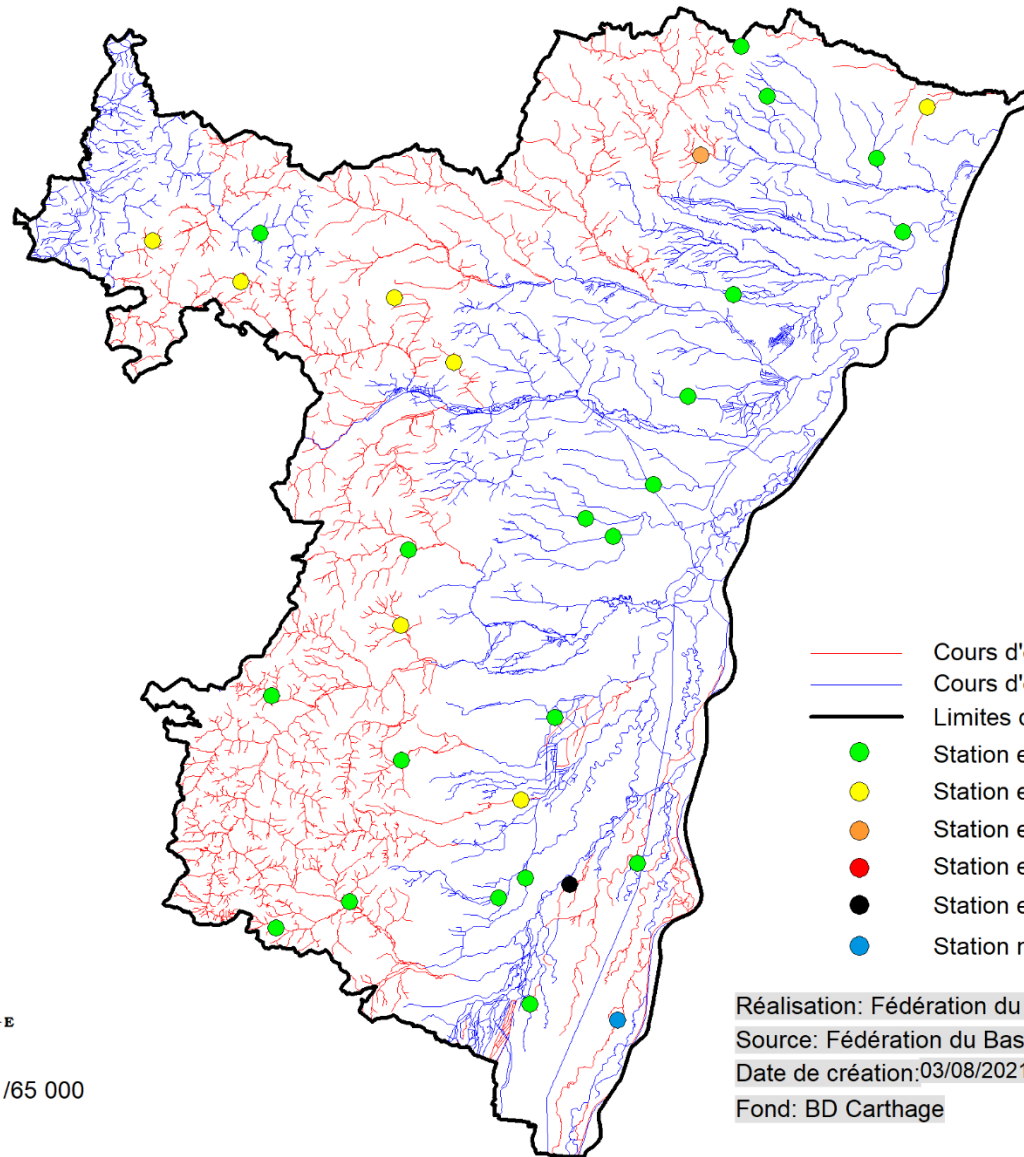 Cours d'
Cours d'
Limites
Station
Station
Station
Station
Station
Station
E
/65 000
Réalisation: Fédération du
Source: Fédération du Bas
Date de création: 03/08/2021
Fond: BD Carthage